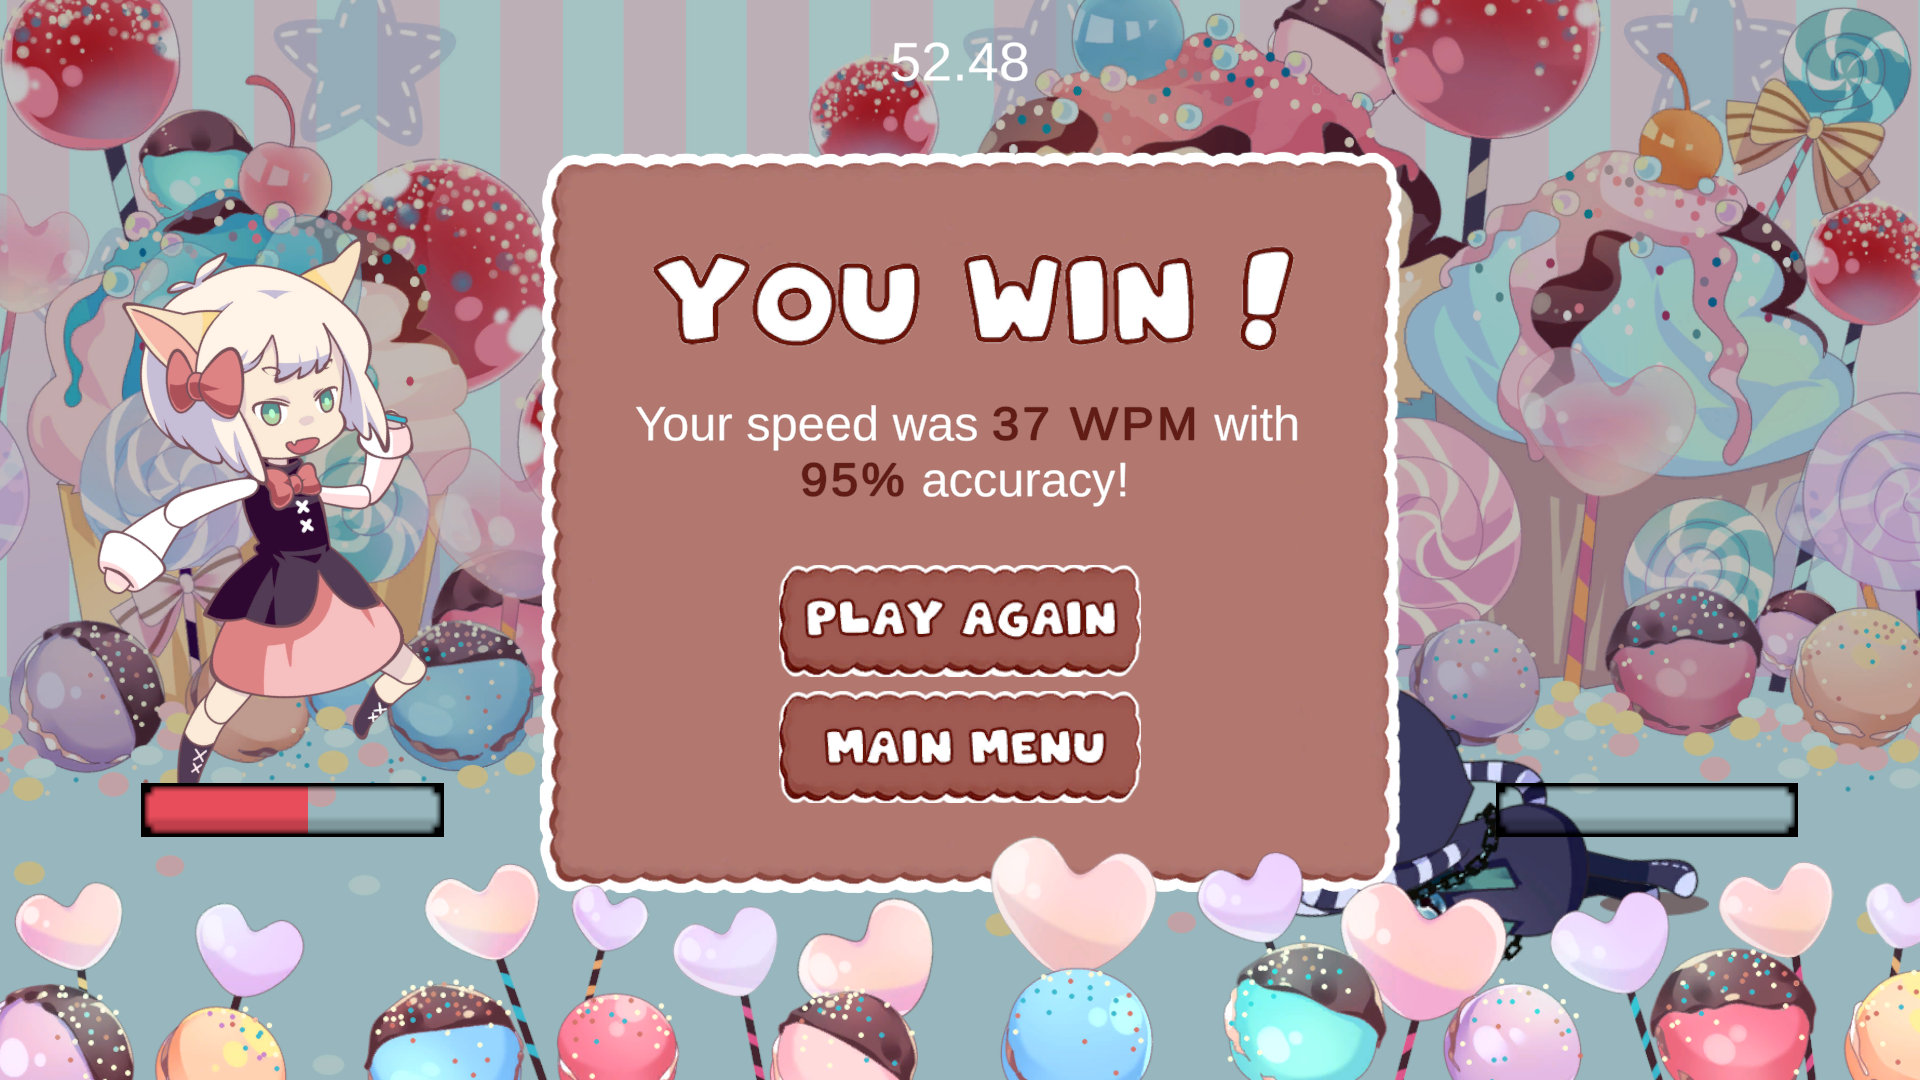 52.48
YOU WIN !
Your speed was 37 WPM with
95% accuracy!
PLAY AGAIN
MAIN MENU